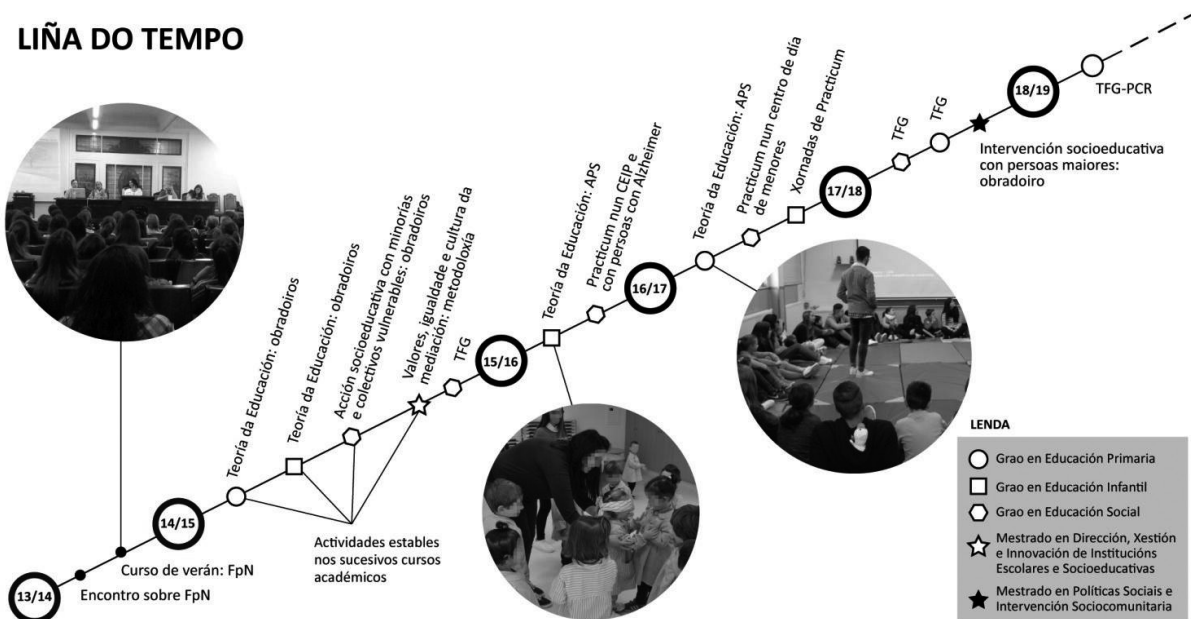 LIÑA DO TEMPO
13/14
Encontro sobre FpN
Curso de verán: FpN
14/15
Teoría da Educación: obradoiros
Teoría da Educación: obradoiros
Acción socioeducativa con minorías
e colectivos vulnerables: obradoiros
Valores, igualdade e cultura da
mediación: metodoloxía
TFG
Actividades estables
nos sucesivos cursos
académicos
15/16
Teoría da Educación: APS
Practicum nun CEIP e
con persoas con Alzheimer
16/17
Teoría da Educación: APS
Practicum nun centro de día
de menores
Xornadas de Practicum
17/18
TFG
TFG
Intervención socioeducativa
con persoas maiores:
obradoiro
18/19
TFG-PCR
LENDA
Grao en Educación Primaria
Grao en Educación Infantil
Grao en Educación Social
Mestrado en Dirección, Xestión
e Innovación de Institucións
Escolares e Socioeducativas
Mestrado en Políticas Sociais e
Intervención Sociocomunitaria